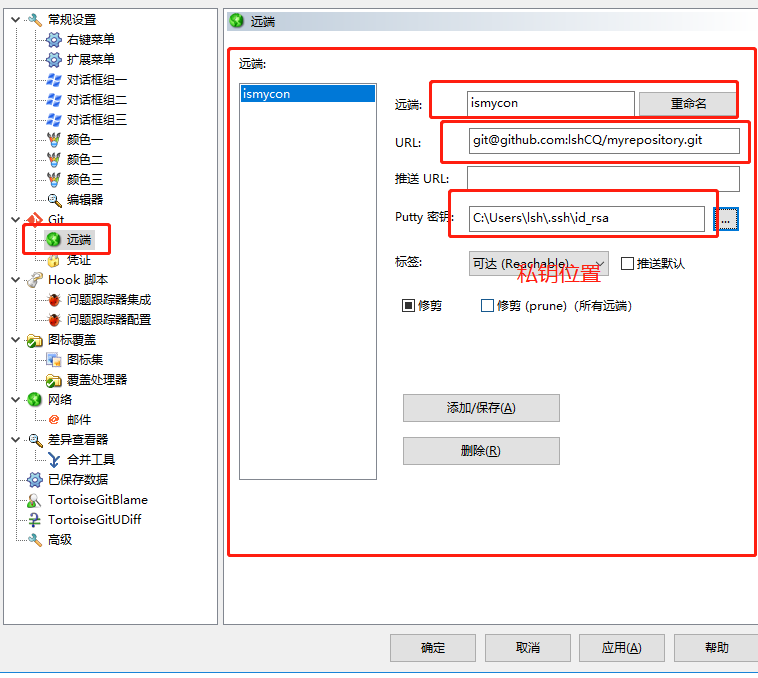 常规设置
右键菜单
扩展菜单
对话框组一
对话框组二
对话框组三
颜色一
颜色二
颜色三
编辑器
Git
远端
凭证
Hook 脚本
问题跟踪器集成
问题跟踪器配置
图标覆盖
图标集
覆盖处理器
网络
邮件
差异查看器
合并工具
已保存数据
TortoiseGitBlame
TortoiseGitUDiff
高级
远端
远端:
ismycon
远端: ismycon 重命名
URL: git@github.com:lshCQ/myrepository.git
推送 URL:
Putty 密钥: C:\Users\lsh\.ssh\id_rsa ...
标签: 可达 (Reachable) 推送默认
私钥位置
修剪 修剪 (prune)（所有远端）
添加/保存(A)
删除(R)
确定 取消 应用(A) 帮助